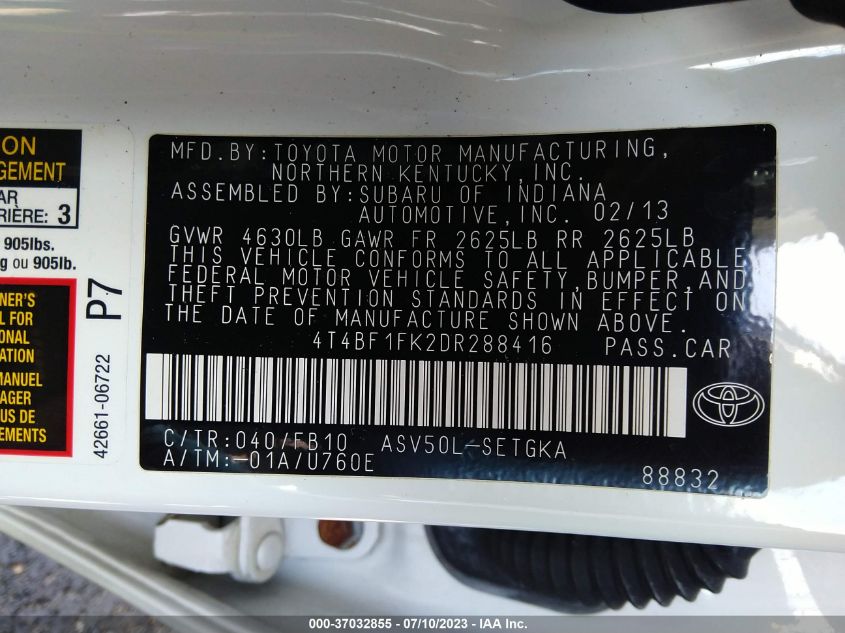 ON
GEMENT
AR
RIÈRE: 3
905lbs.
g ou 905lb.
NER'S
L FOR
ONAL
ATION
MANUEL
AGER
US DE
EMENTS.
P7
42661-06722
MFD.BY:TOYOTA MOTOR MANUFACTURING,
NORTHERN KENTUCKY,INC.
ASSEMBLED BY:SUBARU OF INDIANA
AUTOMOTIVE,INC. 02/13
GVWR 4630LB GAWR FR 2625LB RR 2625LB
THIS VEHICLE CONFORMS TO ALL APPLICABLE
FEDERAL MOTOR VEHICLE SAFETY,BUMPER,AND
THEFT PREVENTION STANDARDS IN EFFECT ON
THE DATE OF MANUFACTURE SHOWN ABOVE.
4T4BF1FK2DR288416 PASS.CAR
C/TR:040/FB10 ASV50L-SETGKA
A/TM:-01A/U760E
88832
000-37032855 - 07/10/2023 - IAA Inc.